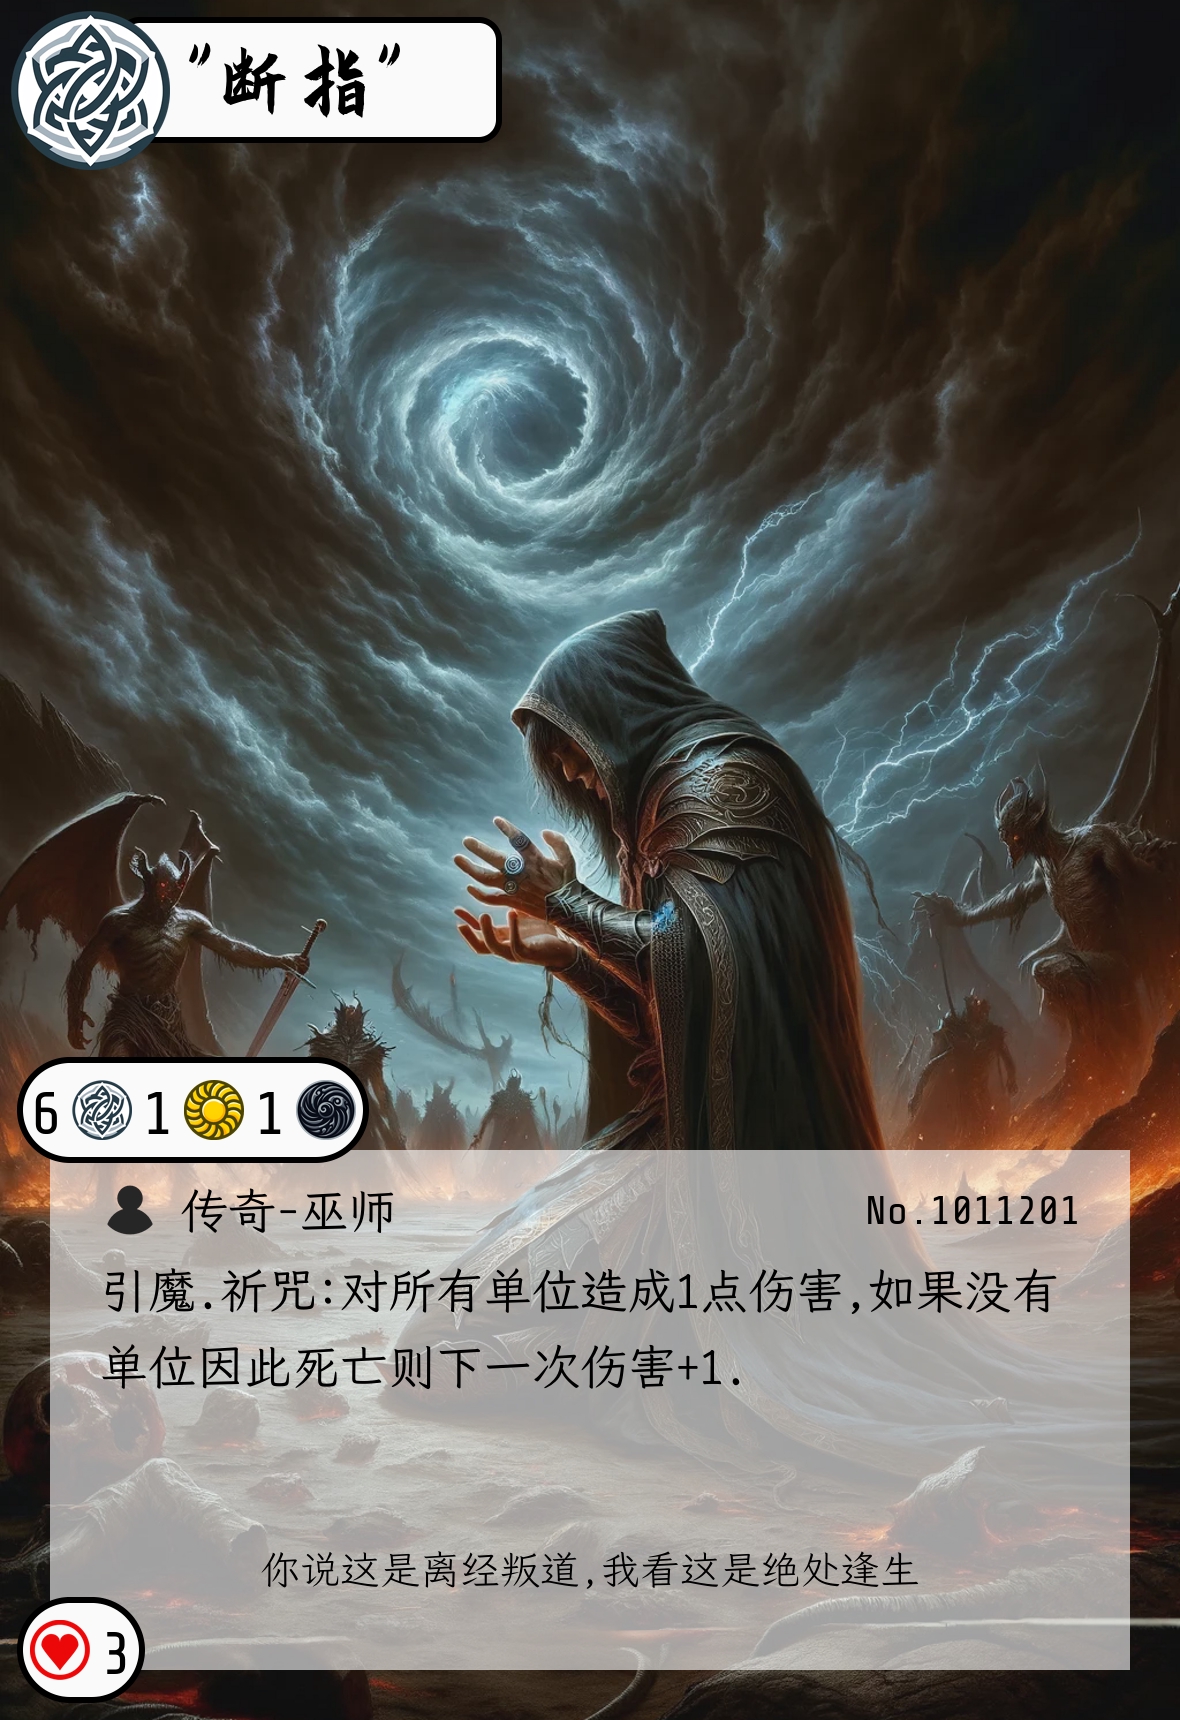 "断指"
6 1 1
传奇-巫师
No.1011201
引魔.祈咒:对所有单位造成1点伤害,如果没有
单位因此死亡则下一次伤害+1.
你说这是离经叛道,我看这是绝处逢生
3